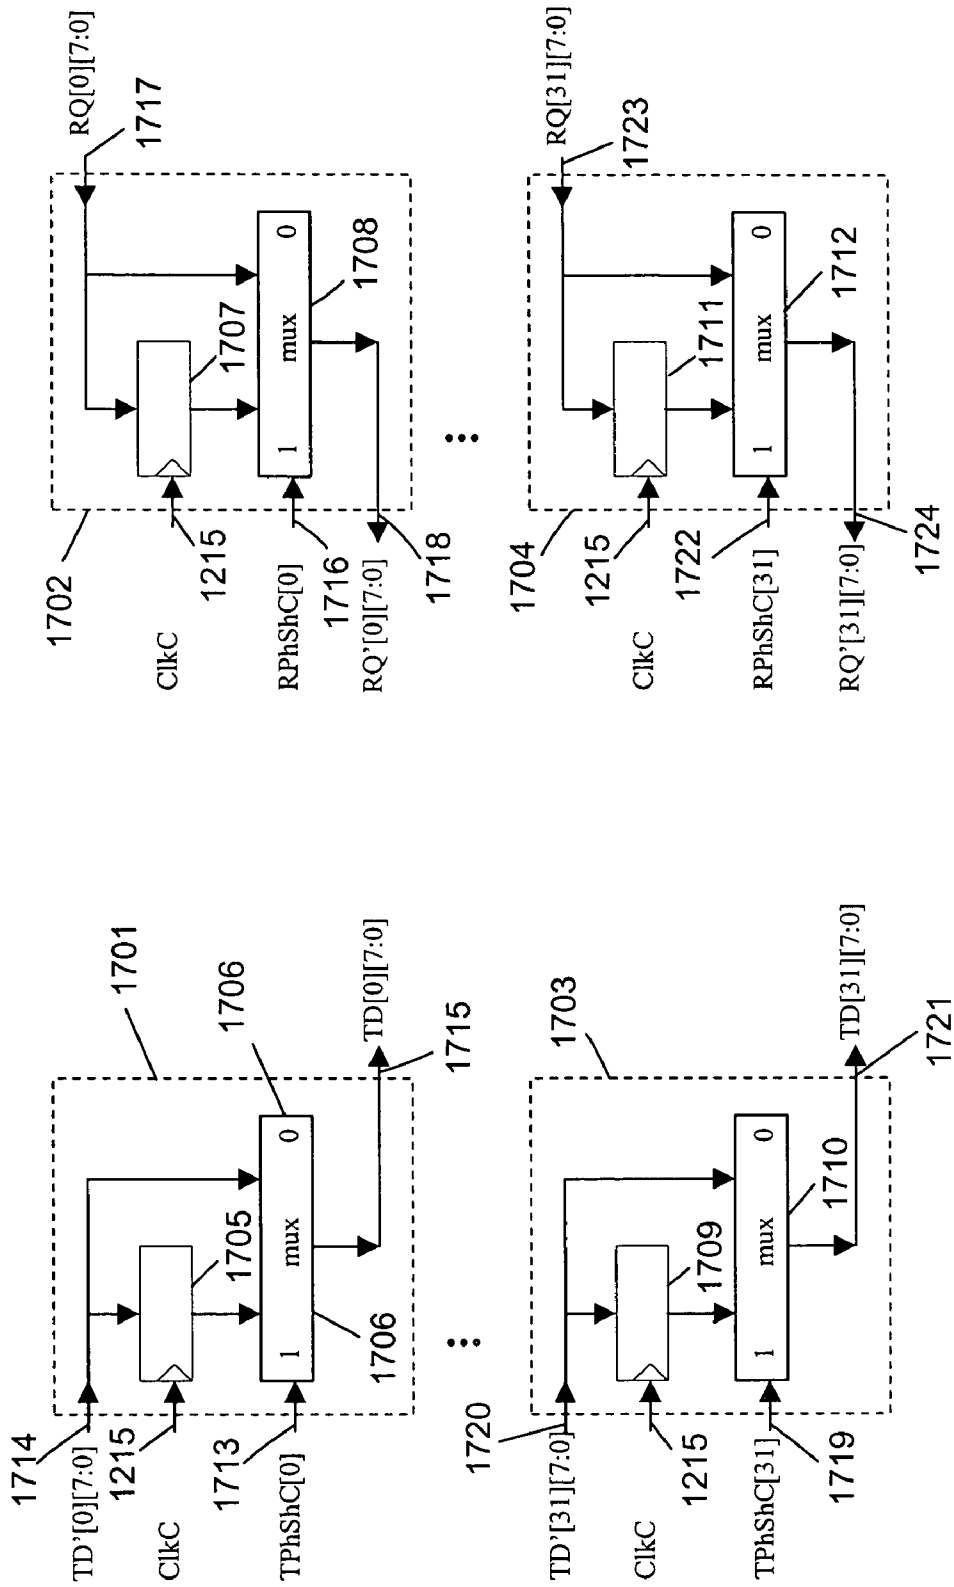 1701
1714
TD'[0][7:0]
1705
1706
1215
ClkC
1 mux 0
1706
TPhShC[0]
1713
TD[0][7:0]
1715
•••
1703
1720
TD'[31][7:0]
1709
1710
1215
ClkC
1 mux 0
TPhShC[31]
1719
TD[31][7:0]
1721
RQ[0][7:0]
1717
1702
1707
1215
ClkC
1 mux 0
1708
RPhShC[0]
1716
RQ'[0][7:0]
1718
•••
RQ[31][7:0]
1723
1704
1711
1215
ClkC
1 mux 0
1712
RPhShC[31]
1722
RQ'[31][7:0]
1724